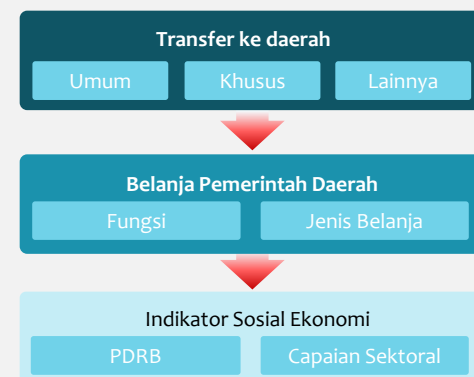 Transfer ke daerah
Umum Khusus Lainnya
Belanja Pemerintah Daerah
Fungsi Jenis Belanja
Indikator Sosial Ekonomi
PDRB Capaian Sektoral